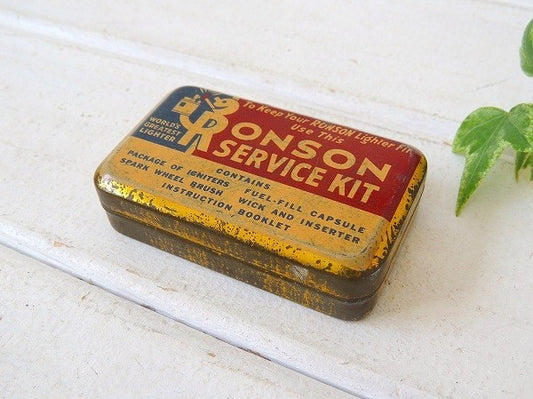 To Keep Your RONSON Lighter Fit
Use This
WORLD'S
GREATEST
LIGHTER
RONSON
SERVICE KIT
CONTAINS
PACKAGE OF IGNITERS FUEL-FILL CAPSULE
SPARK WHEEL BRUSH WICK AND INSERTER
INSTRUCTION BOOKLET